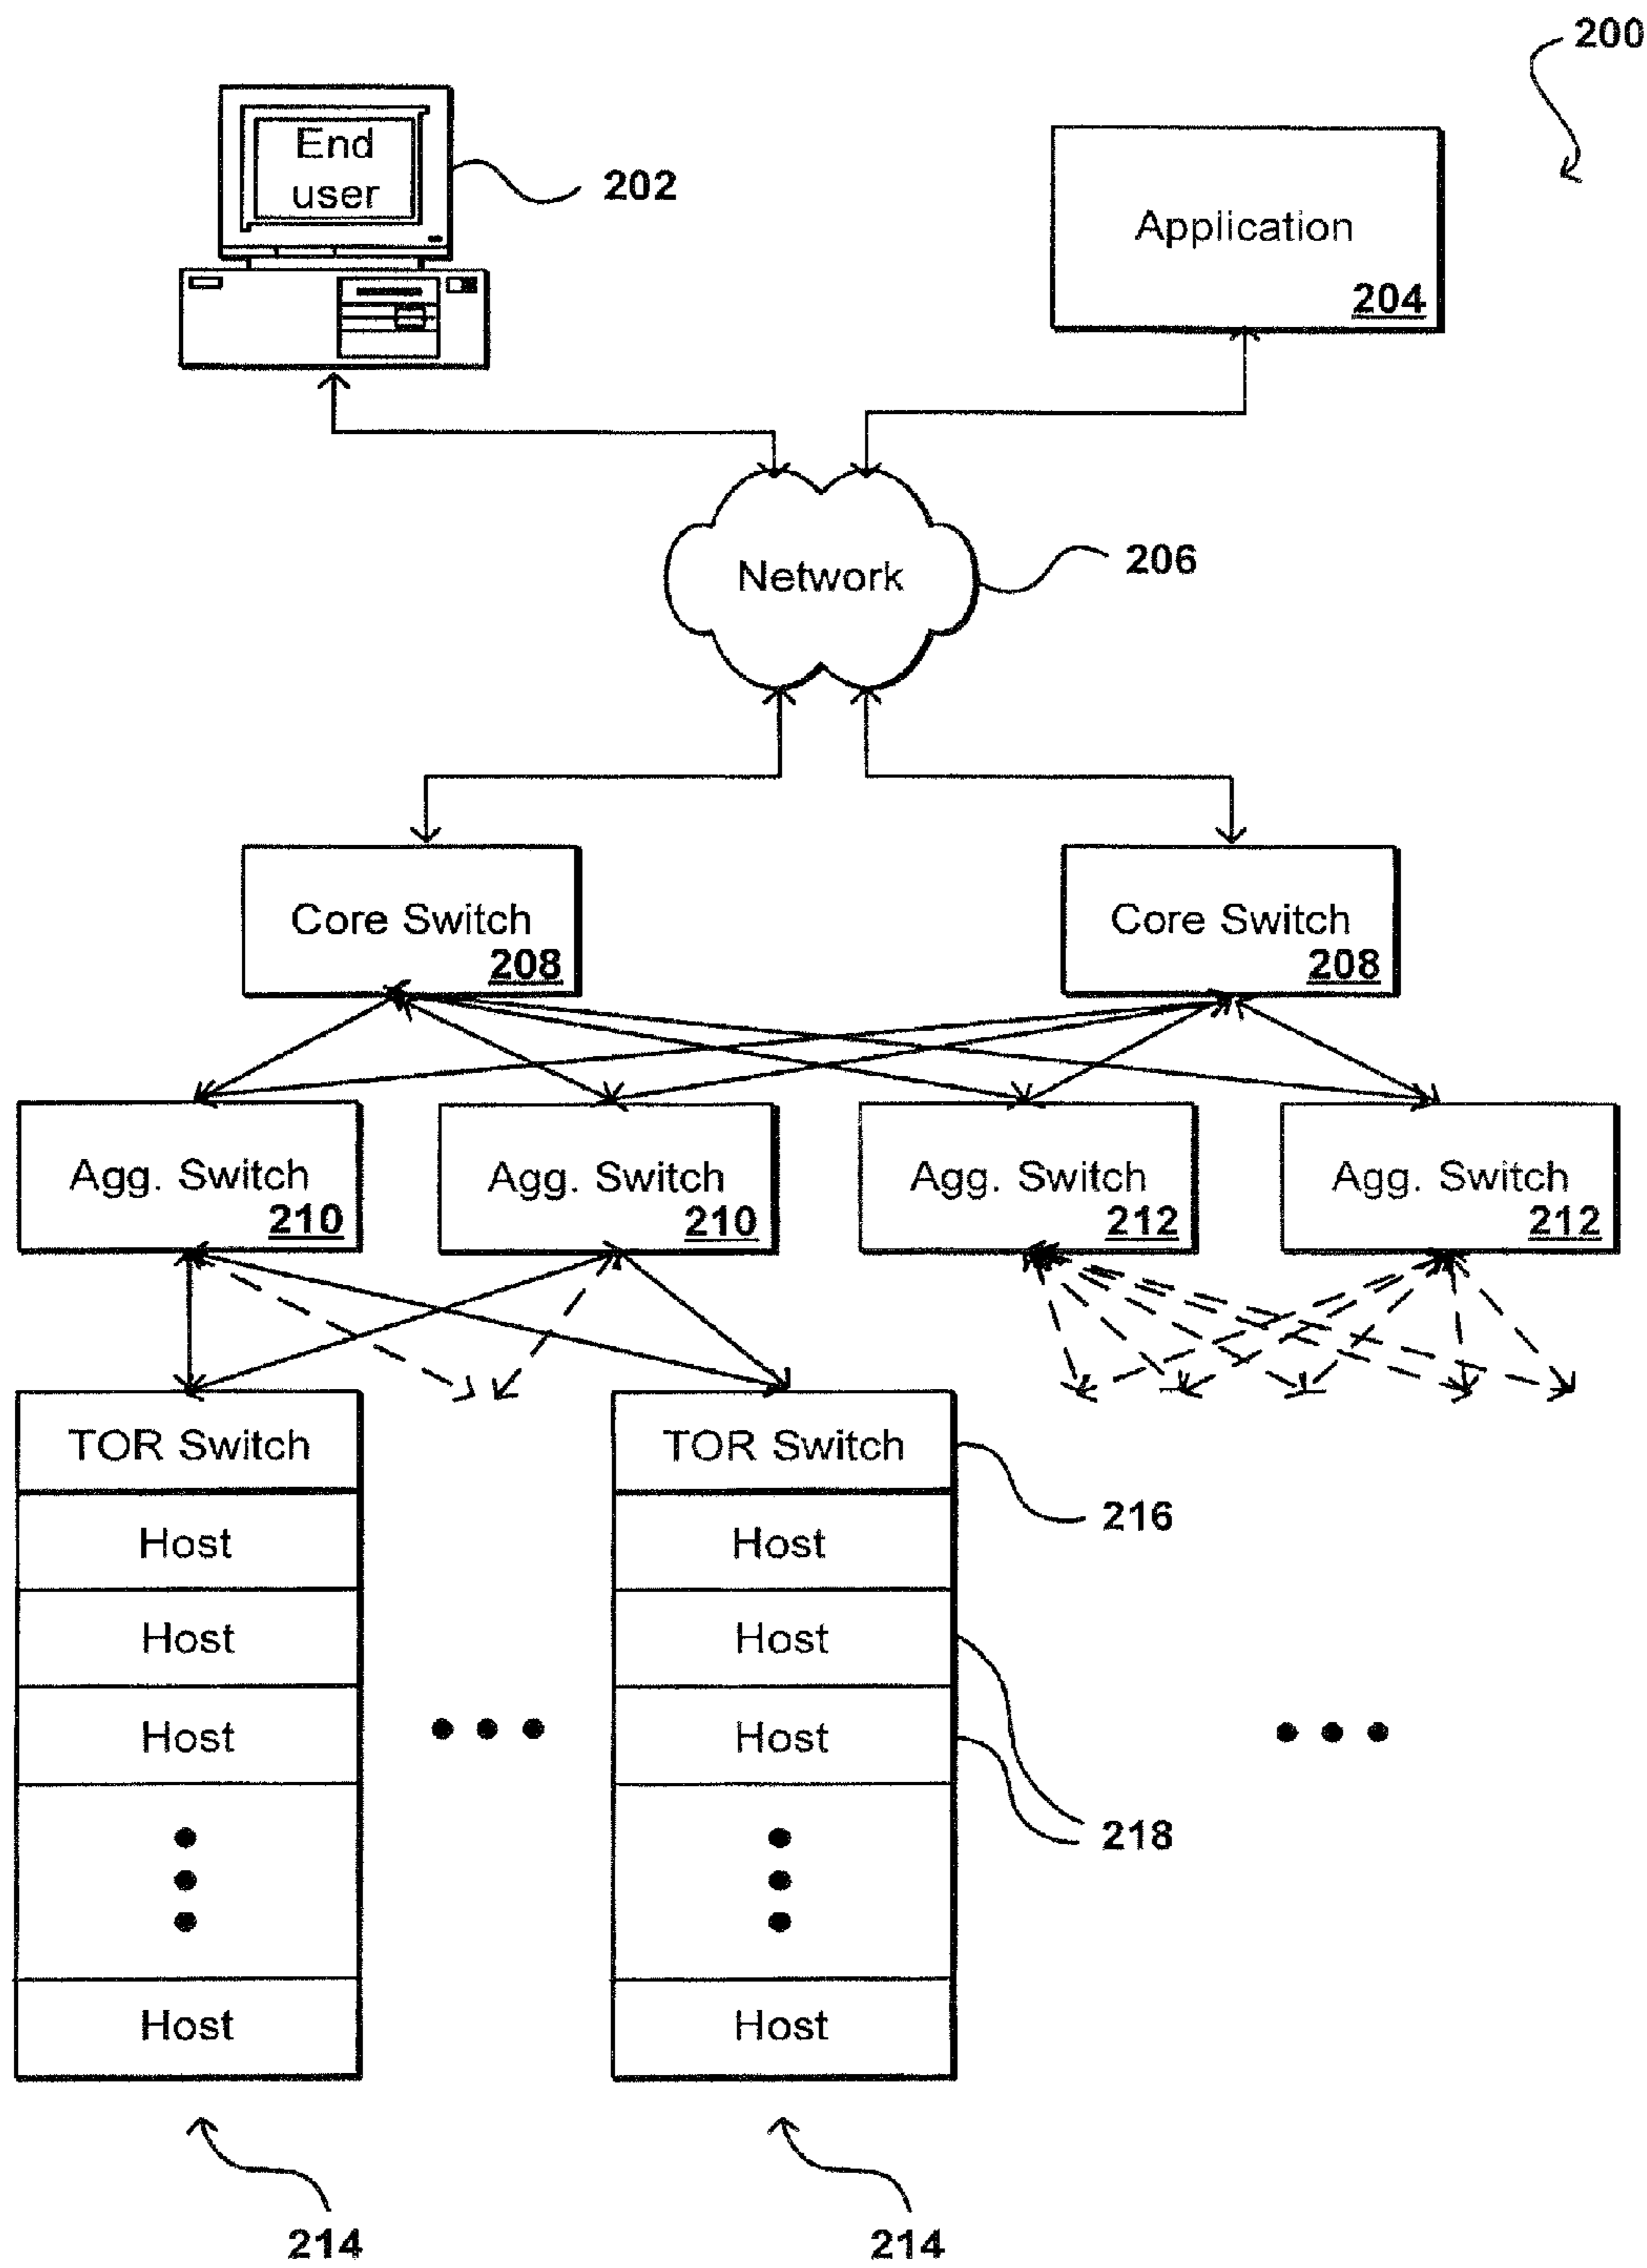 200
End
user
202
Application
204
Network
206
Core Switch
208
Core Switch
208
Agg. Switch
210
Agg. Switch
210
Agg. Switch
212
Agg. Switch
212
TOR Switch
TOR Switch
216
Host
Host
Host
Host
Host
Host
218
Host
Host
214
214